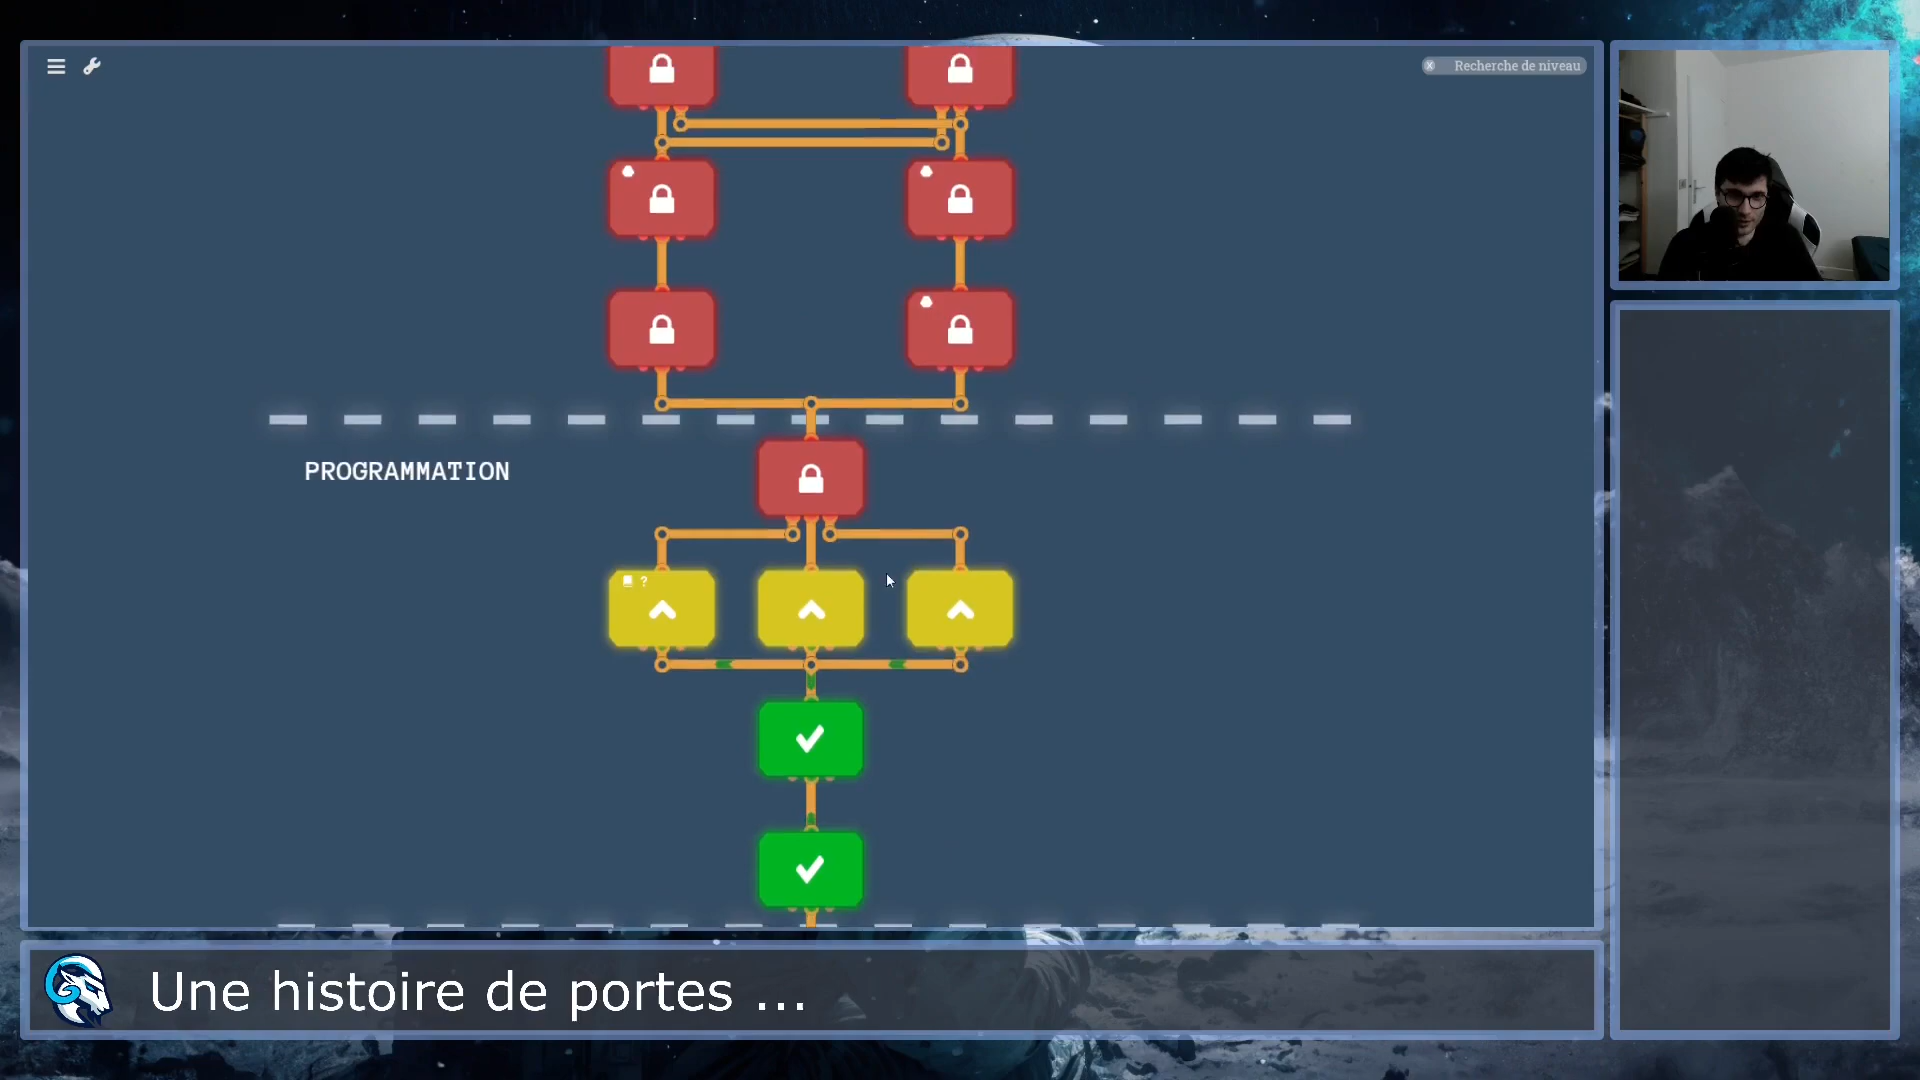 Recherche de niveau
PROGRAMMATION
?
Une histoire de portes ...